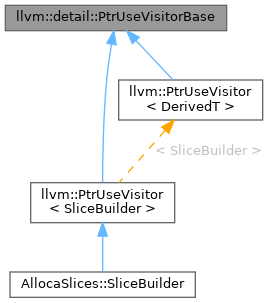 llvm::detail::PtrUseVisitorBase
llvm::PtrUseVisitor
< DerivedT >
< SliceBuilder >
llvm::PtrUseVisitor
< SliceBuilder >
AllocaSlices::SliceBuilder